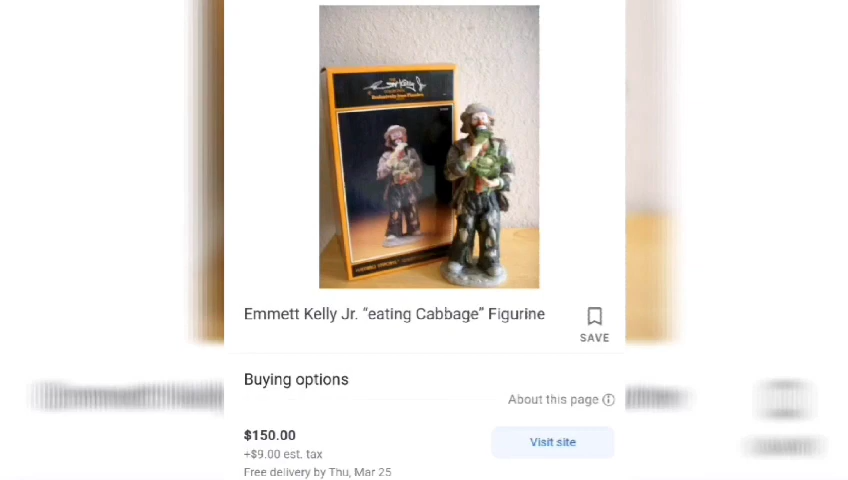 Emmett Kelly Jr. “eating Cabbage” Figurine
SAVE
Buying options
About this page
$150.00
+$9.00 est. tax
Visit site
Free delivery by Thu, Mar 25